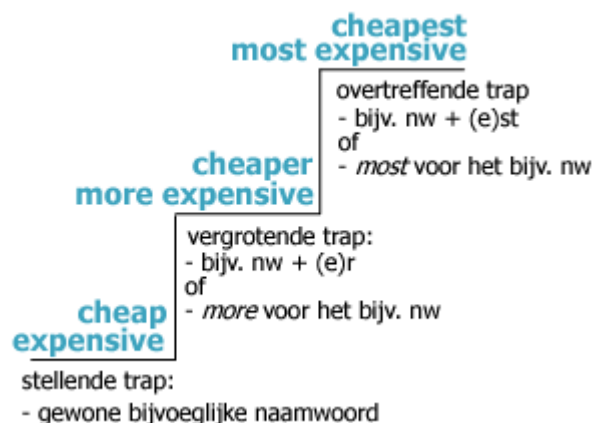 cheapest
most expensive
overtreffende trap
- bijv. nw + (e)st
of
- most voor het bijv. nw
cheaper
more expensive
vergrotende trap:
- bijv. nw + (e)r
of
- more voor het bijv. nw
cheap
expensive
stellende trap:
- gewone bijvoeglijke naamwoord